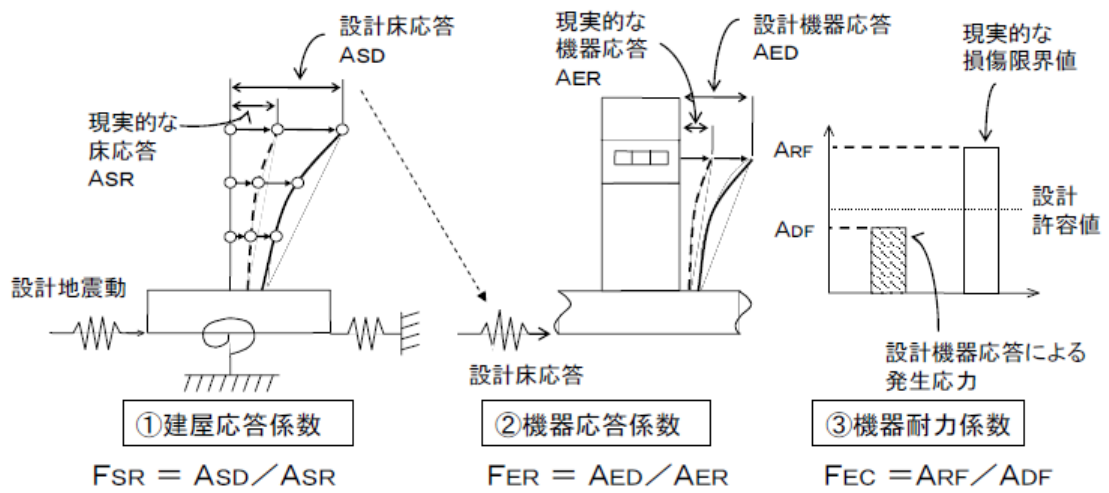 設計床応答
ASD
現実的な
床応答
ASR
設計地震動
①建屋応答係数
FSR = ASD/ASR
現実的な
機器応答
AER
設計機器応答
AED
設計床応答
②機器応答係数
FER = AED/AER
現実的な
損傷限界値
ARF
設計
許容値
ADF
設計機器応答による
発生応力
③機器耐力係数
FEC =ARF/ADF